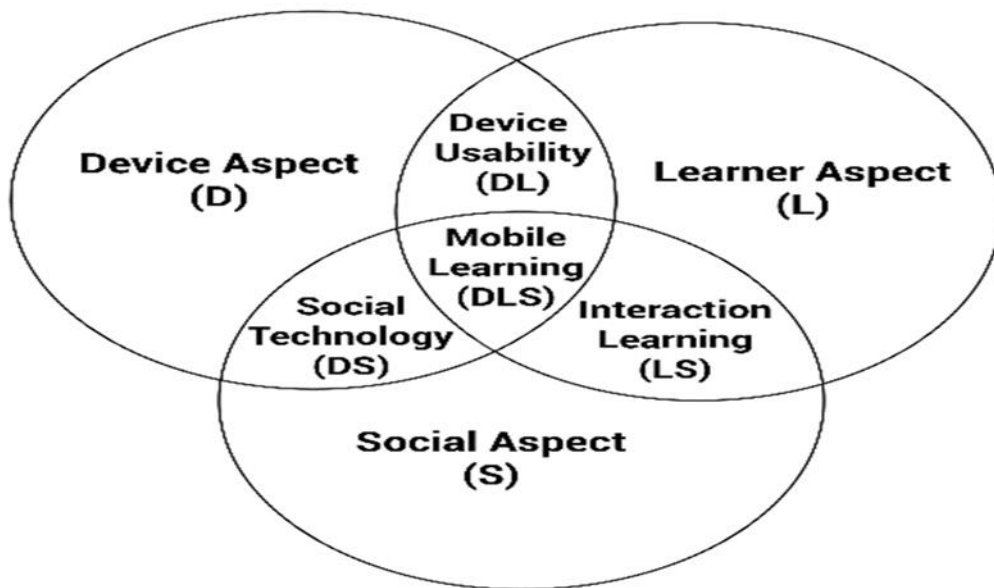 Device Aspect
(D)
Device
Usability
(DL)
Learner Aspect
(L)
Mobile
Learning
(DLS)
Social
Technology
(DS)
Interaction
Learning
(LS)
Social Aspect
(S)